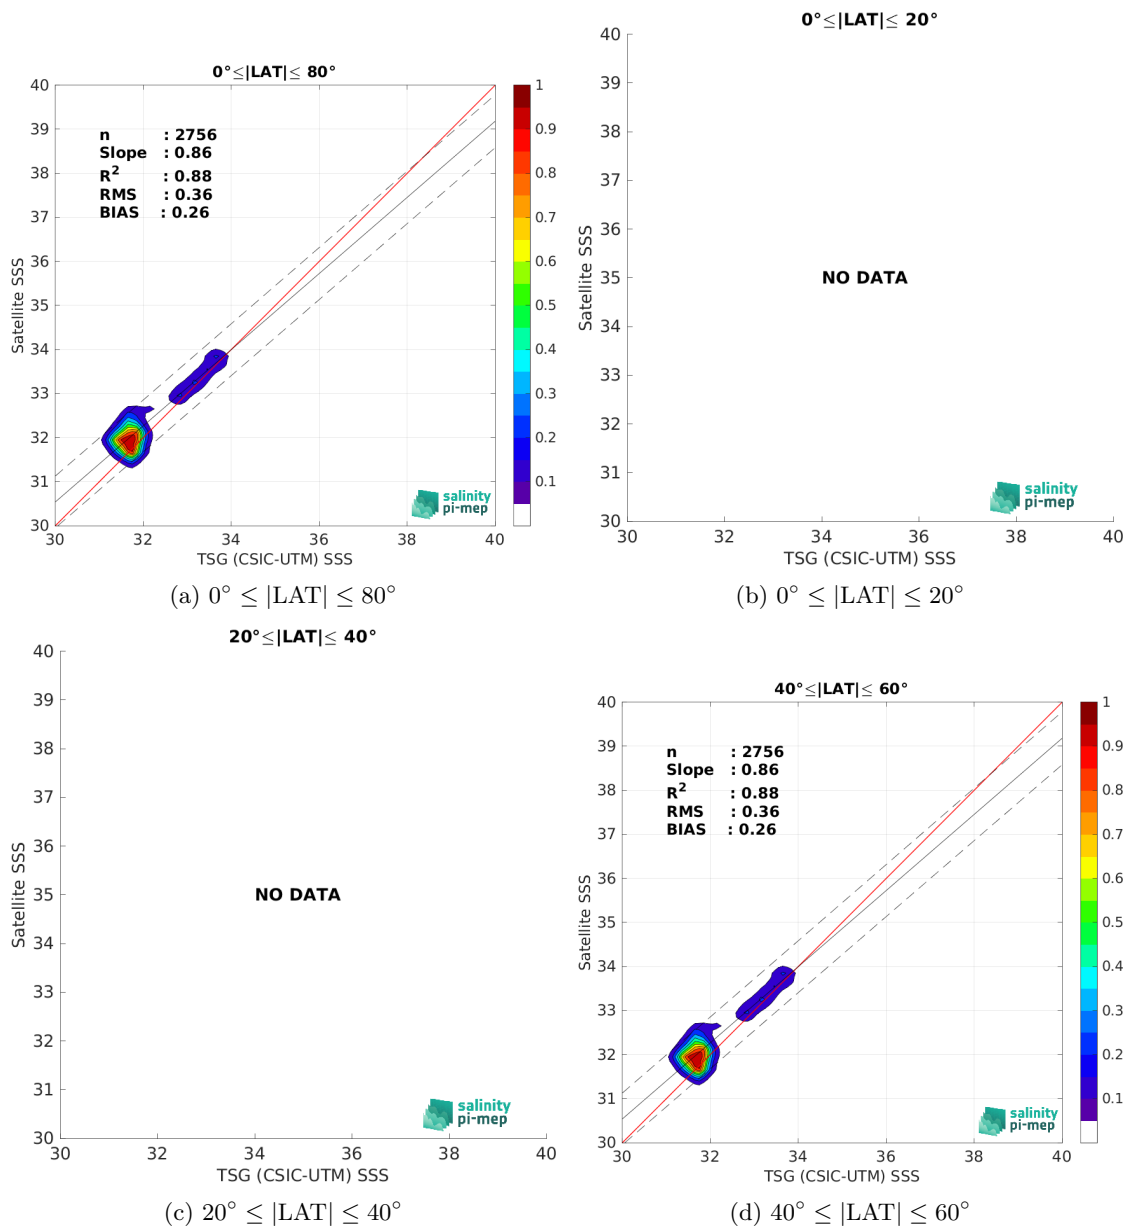 0°≤|LAT|≤ 80°
n : 2756
Slope : 0.86
R² : 0.88
RMS : 0.36
BIAS : 0.26
Satellite SSS
40
39
38
37
36
35
34
33
32
31
30
30 32 34 36 38 40
TSG (CSIC-UTM) SSS
1
0.9
0.8
0.7
0.6
0.5
0.4
0.3
0.2
0.1
salinity
pi-mep
(a) 0° ≤ |LAT| ≤ 80°
0°≤|LAT|≤ 20°
Satellite SSS
40
39
38
37
36
35
34
33
32
31
30
NO DATA
30 32 34 36 38 40
TSG (CSIC-UTM) SSS
salinity
pi-mep
(b) 0° ≤ |LAT| ≤ 20°
20°≤|LAT|≤ 40°
Satellite SSS
40
39
38
37
36
35
34
33
32
31
30
NO DATA
30 32 34 36 38 40
TSG (CSIC-UTM) SSS
salinity
pi-mep
(c) 20° ≤ |LAT| ≤ 40°
40°≤|LAT|≤ 60°
n : 2756
Slope : 0.86
R² : 0.88
RMS : 0.36
BIAS : 0.26
Satellite SSS
40
39
38
37
36
35
34
33
32
31
30
30 32 34 36 38 40
TSG (CSIC-UTM) SSS
1
0.9
0.8
0.7
0.6
0.5
0.4
0.3
0.2
0.1
salinity
pi-mep
(d) 40° ≤ |LAT| ≤ 60°